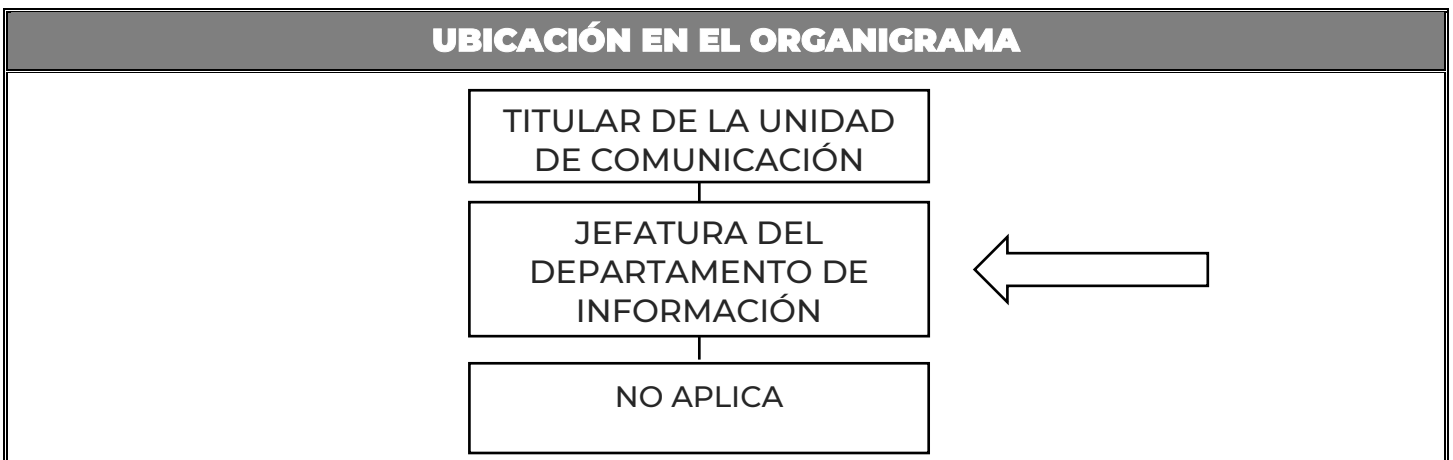 UBICACIÓN EN EL ORGANIGRAMA
TITULAR DE LA UNIDAD
DE COMUNICACIÓN
JEFATURA DEL
DEPARTAMENTO DE
INFORMACIÓN
NO APLICA